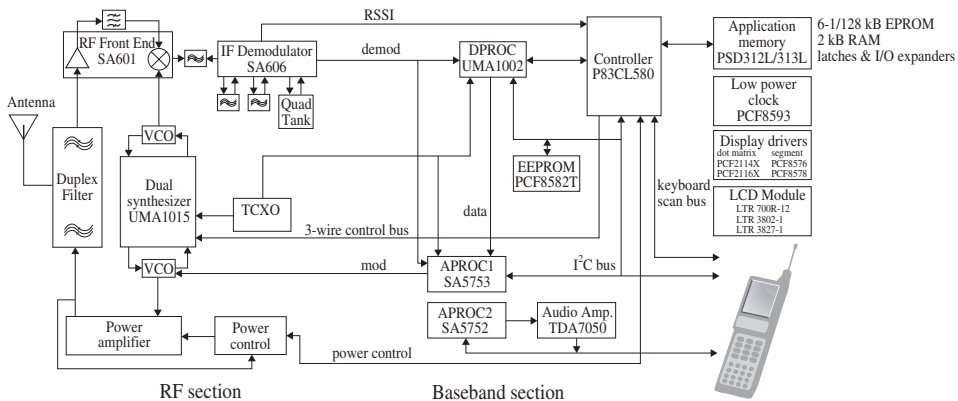 RSSI
RF Front End
SA601
IF Demodulator
SA606
demod
DPROC
UMA1002
Controller
P83CL580
Application
memory
PSD312L/313L
6-1/128 kB EPROM
2 kB RAM
latches & I/O expanders
Quad
Tank
Low power
clock
PCF8593
Antenna
VCO
Duplex
Filter
Dual
synthesizer
UMA1015
TCXO
EEPROM
PCF8582T
Display drivers
dot matrix segment
PCF2114X PCF8576
PCF2116X PCF8578
keyboard
scan bus
LCD Module
LTR 700R-12
LTR 3802-1
LTR 3827-1
data
3-wire control bus
VCO
mod
APROC1
SA5753
I²C bus
APROC2
SA5752
Audio Amp.
TDA7050
Power
amplifier
Power
control
power control
RF section
Baseband section